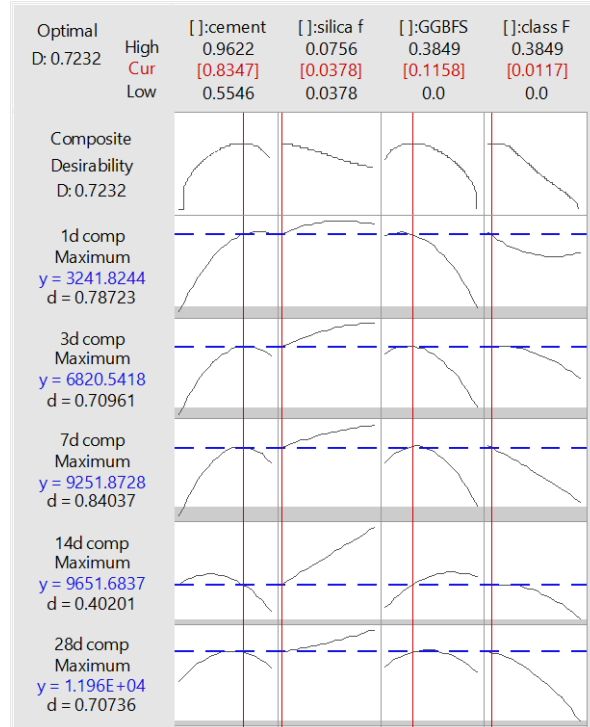 Optimal
D: 0.7232
High
Cur
Low
[ ]:cement
0.9622
[0.8347]
0.5546
[ ]:silica f
0.0756
[0.0378]
0.0378
[ ]:GGBFS
0.3849
[0.1158]
0.0
[ ]:class F
0.3849
[0.0117]
0.0
Composite
Desirability
D: 0.7232
1d comp
Maximum
y = 3241.8244
d = 0.78723
3d comp
Maximum
y = 6820.5418
d = 0.70961
7d comp
Maximum
y = 9251.8728
d = 0.84037
14d comp
Maximum
y = 9651.6837
d = 0.40201
28d comp
Maximum
y = 1.196E+04
d = 0.70736